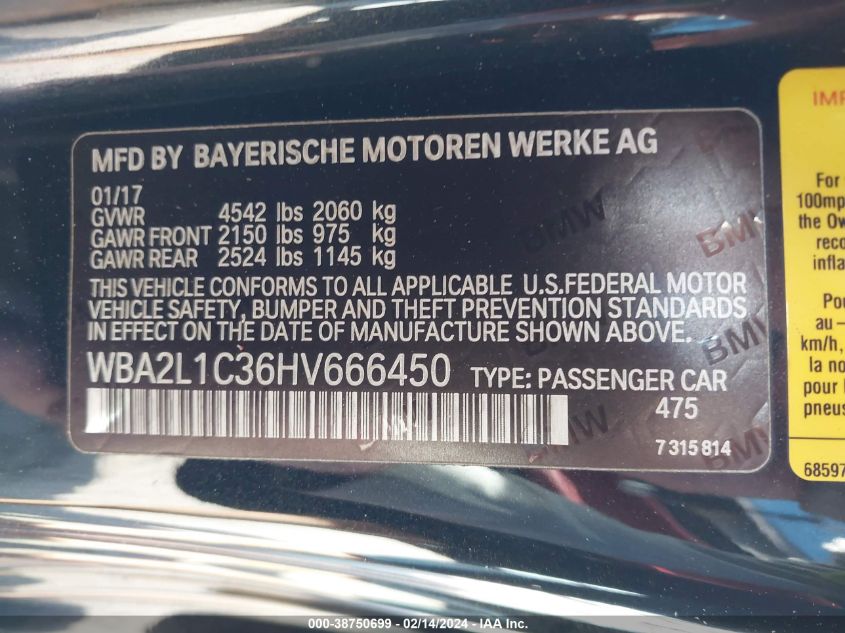 MFD BY BAYERISCHE MOTOREN WERKE AG
01/17
GVWR 4542 lbs 2060 kg
GAWR FRONT 2150 lbs 975 kg
GAWR REAR 2524 lbs 1145 kg
THIS VEHICLE CONFORMS TO ALL APPLICABLE U.S.FEDERAL MOTOR
VEHICLE SAFETY, BUMPER AND THEFT PREVENTION STANDARDS
IN EFFECT ON THE DATE OF MANUFACTURE SHOWN ABOVE.
WBA2L1C36HV666450 TYPE: PASSENGER CAR
475
7 315 814
BMW
BMW
BMW
BMW
For
100mp
the Ow
reco
infla
Pou
au –
km/h,
la no
pour l
pneus
6859
000-38750699 - 02/14/2024 - IAA Inc.